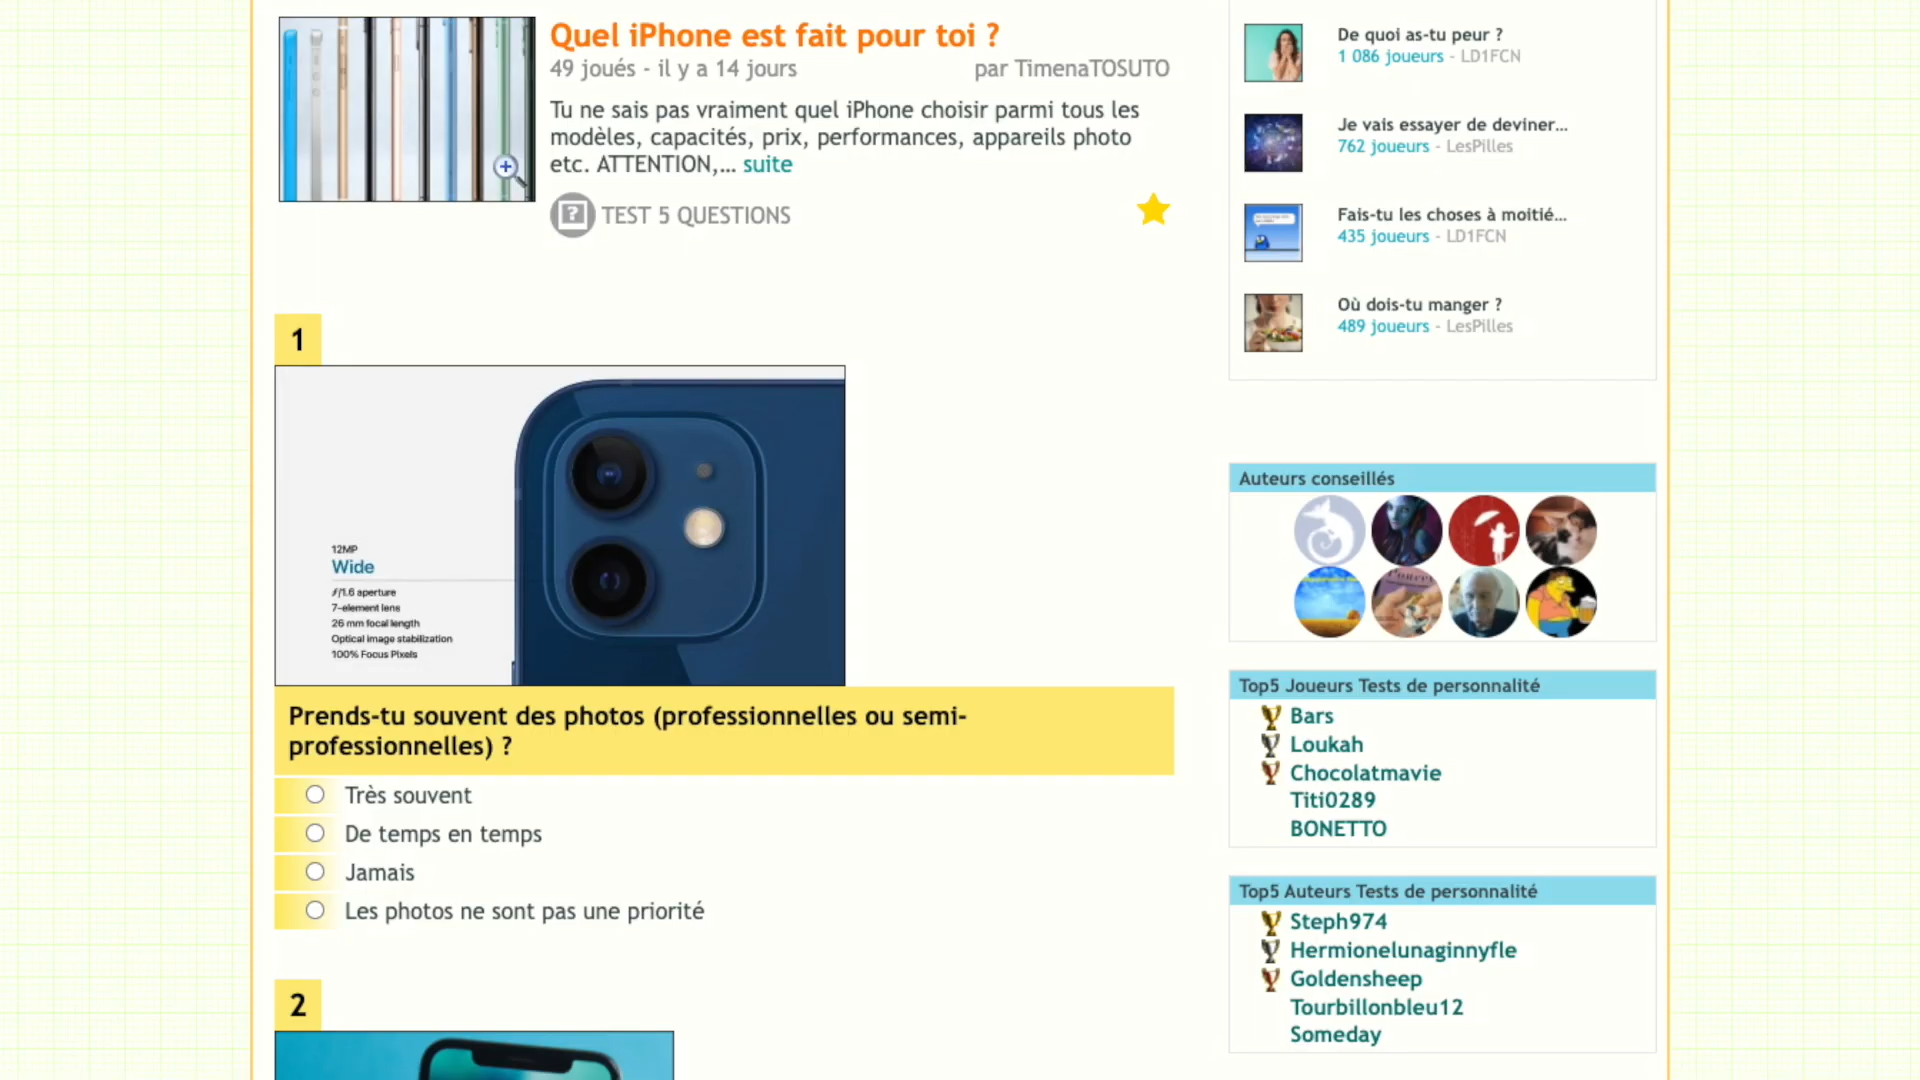 Quel iPhone est fait pour toi ?
49 joués - il y a 14 jours
par TimenaTOSUTO
Tu ne sais pas vraiment quel iPhone choisir parmi tous les
modèles, capacités, prix, performances, appareils photo
etc. ATTENTION,... suite
TEST 5 QUESTIONS
1
12MP
Wide
ƒ/1.6 aperture
7-element lens
26 mm focal length
Optical image stabilization
100% Focus Pixels
Prends-tu souvent des photos (professionnelles ou semi-
professionnelles) ?
Très souvent
De temps en temps
Jamais
Les photos ne sont pas une priorité
2
De quoi as-tu peur ?
1 086 joueurs - LD1FCN
Je vais essayer de deviner...
762 joueurs - LesPilles
Fais-tu les choses à moitié...
435 joueurs - LD1FCN
Où dois-tu manger ?
489 joueurs - LesPilles
Auteurs conseillés
Top5 Joueurs Tests de personnalité
Bars
Loukah
Chocolatmavie
Titi0289
BONETTO
Top5 Auteurs Tests de personnalité
Steph974
Hermionelunaginnyfle
Goldensheep
Tourbillonbleu12
Someday